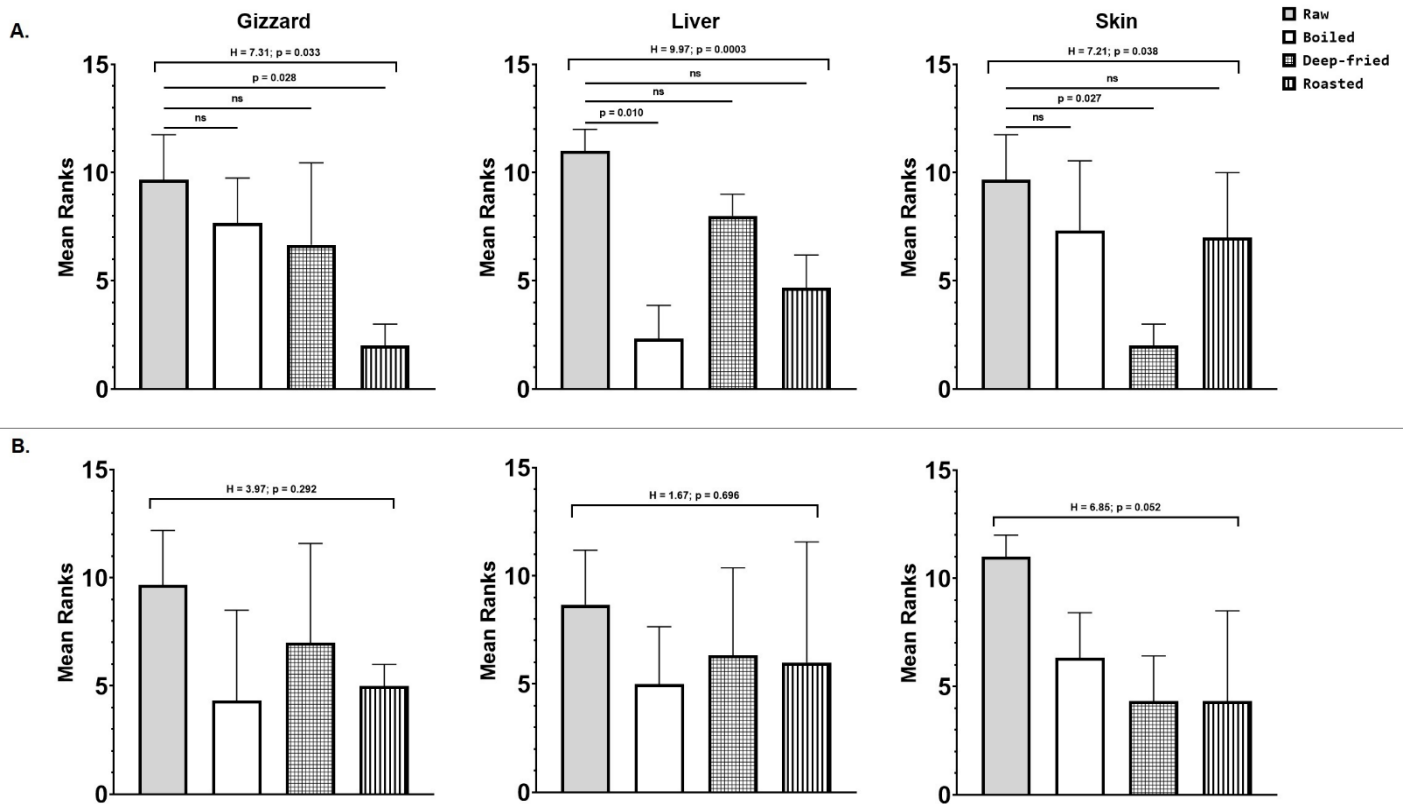 A.
Gizzard
H = 7.31; p = 0.033
p = 0.028
ns
ns
Mean Ranks
15
10
5
0
Liver
H = 9.97; p = 0.0003
ns
ns
p = 0.010
Mean Ranks
15
10
5
0
Skin
H = 7.21; p = 0.038
ns
p = 0.027
ns
Mean Ranks
15
10
5
0
Raw
Boiled
Deep-fried
Roasted
B.
H = 3.97; p = 0.292
Mean Ranks
15
10
5
0
H = 1.67; p = 0.696
Mean Ranks
15
10
5
0
H = 6.85; p = 0.052
Mean Ranks
15
10
5
0